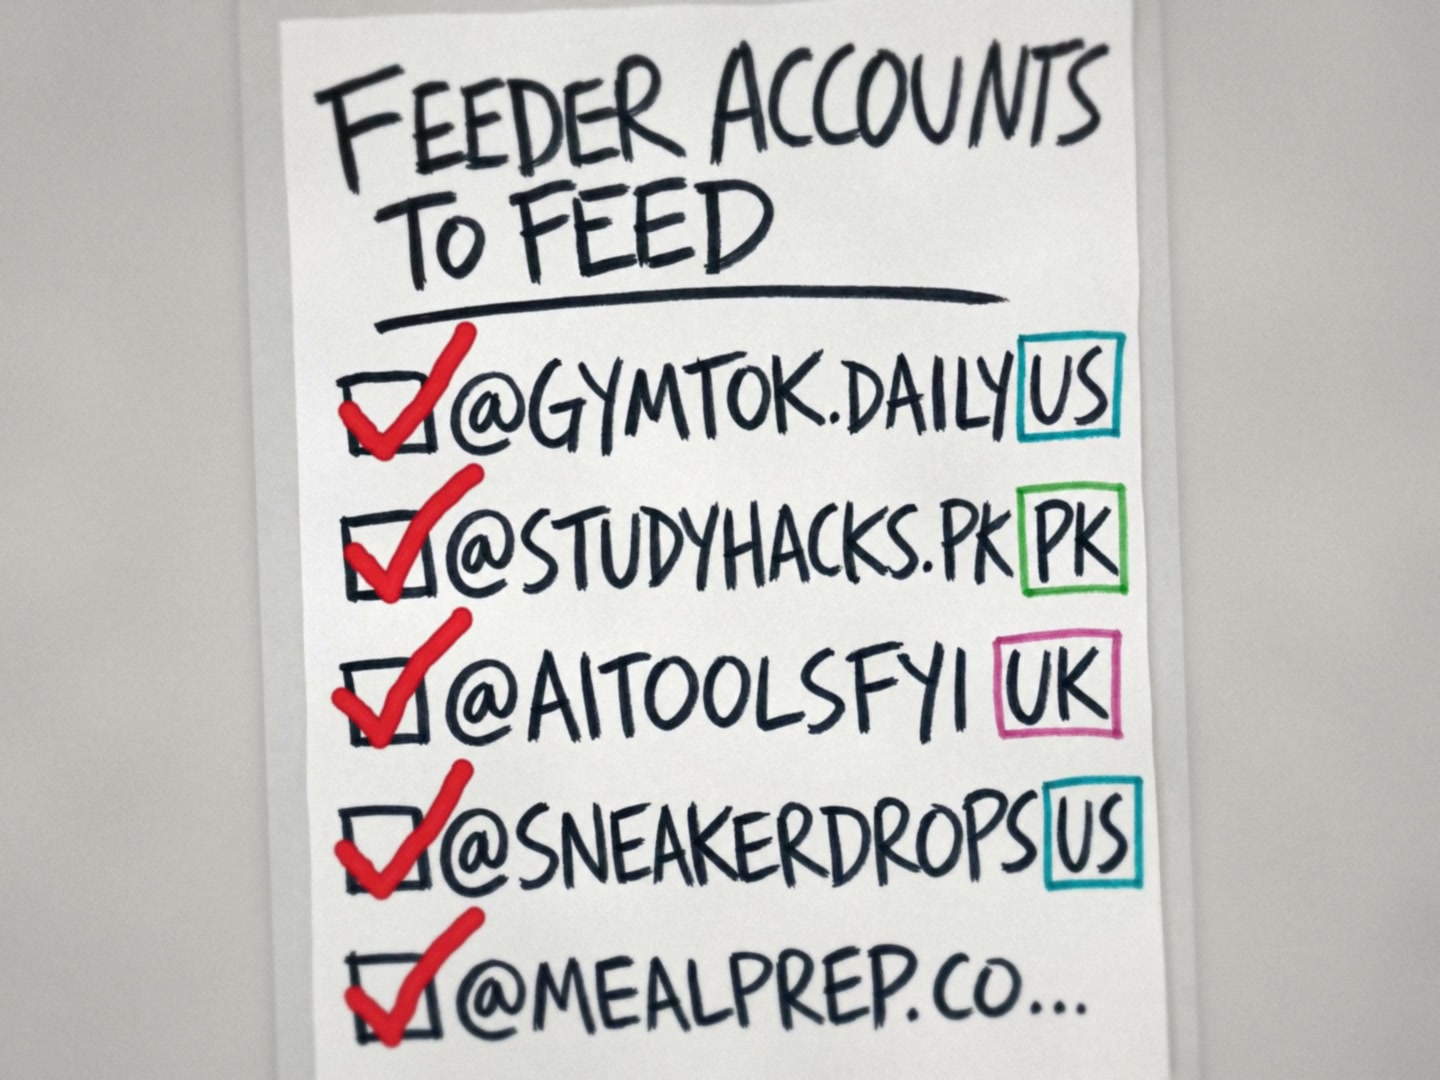 FEEDER ACCOUNTS
TO FEED
@GYMTOK.DAILY US
@STUDYHACKS.PK PK
@AITOOLSFYI UK
@SNEAKERDROPS US
@MEALPREP.CO...